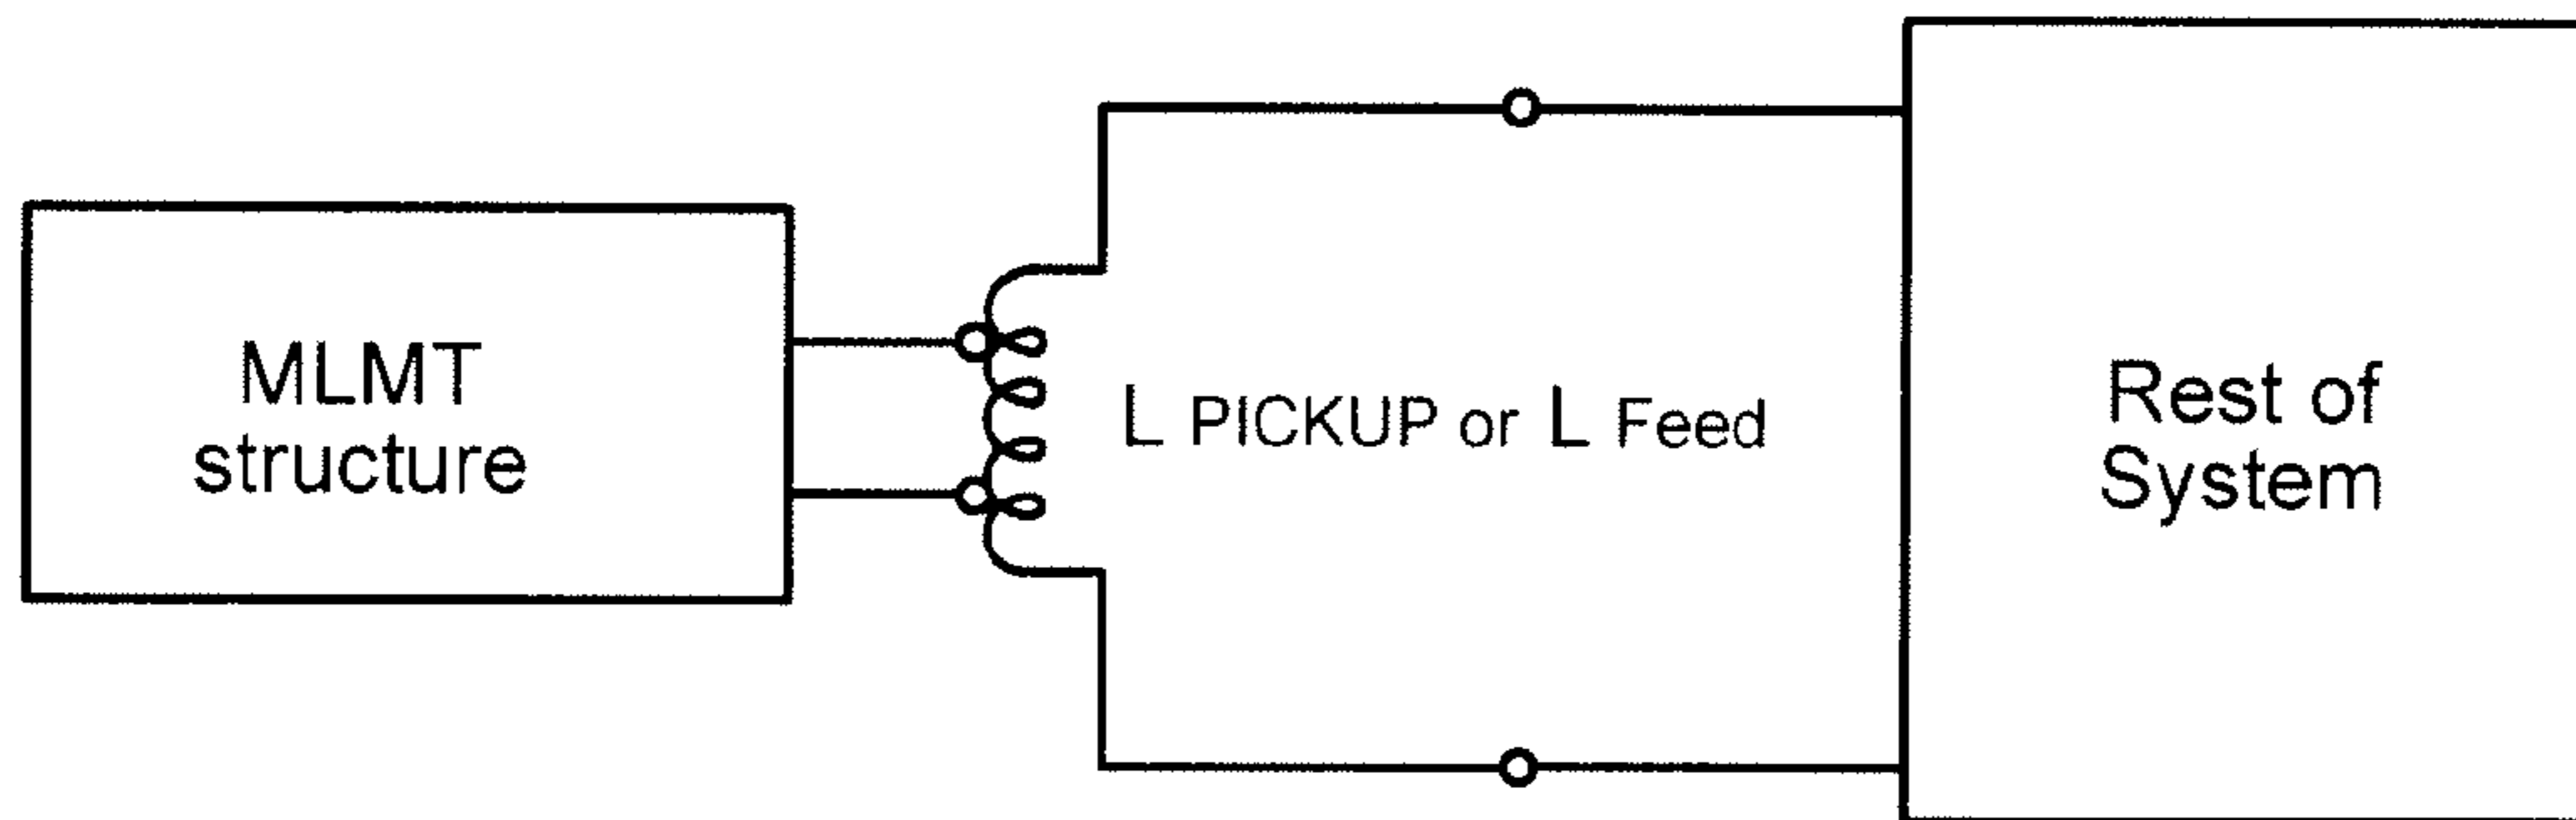 MLMT
structure
L PICKUP or L Feed
Rest of
System